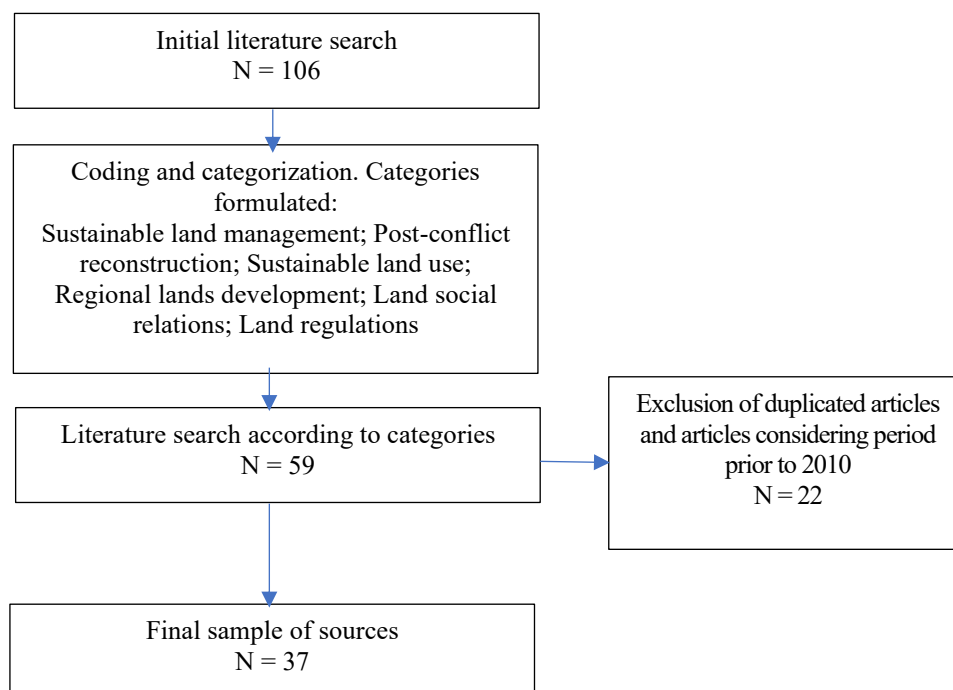 Initial literature search
N = 106
Coding and categorization. Categories
formulated:
Sustainable land management; Post-conflict
reconstruction; Sustainable land use;
Regional lands development; Land social
relations; Land regulations
Literature search according to categories
N = 59
Exclusion of duplicated articles
and articles considering period
prior to 2010
N = 22
Final sample of sources
N = 37